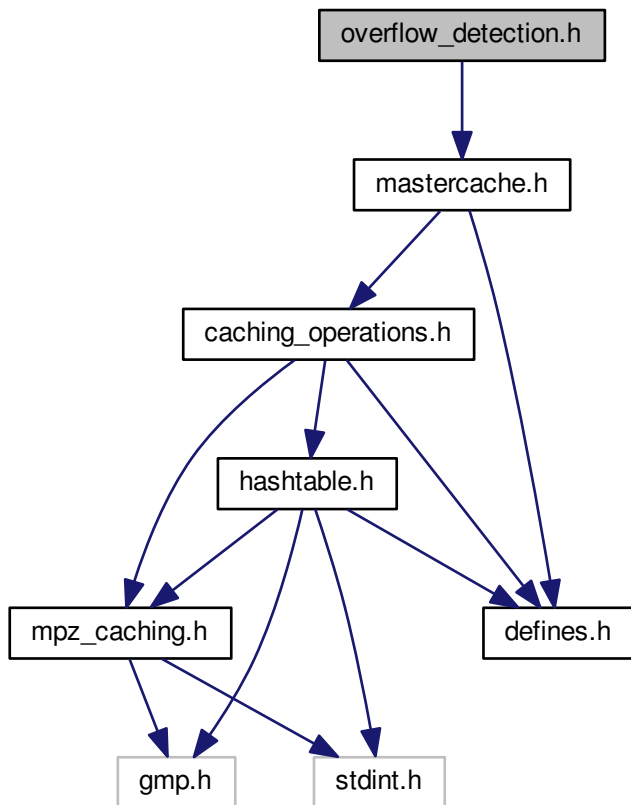 overflow_detection.h
mastercache.h
caching_operations.h
hashtable.h
mpz_caching.h
defines.h
gmp.h
stdint.h